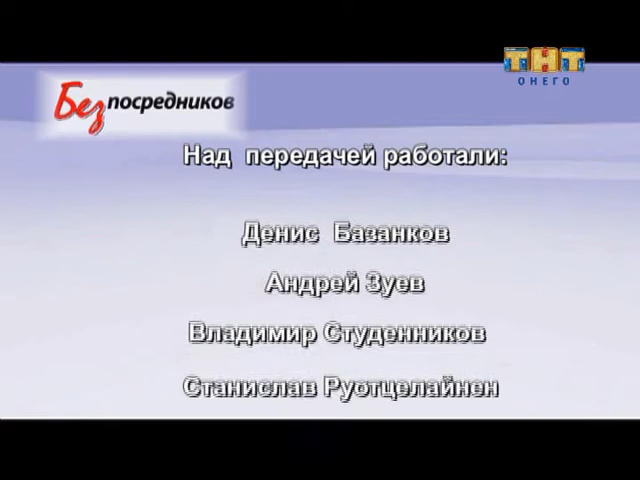 ТНТ
ОНЕГО
Без посредников
Над передачей работали:
Денис Базанков
Андрей Зуев
Владимир Студенников
Станислав Руотцелайнен